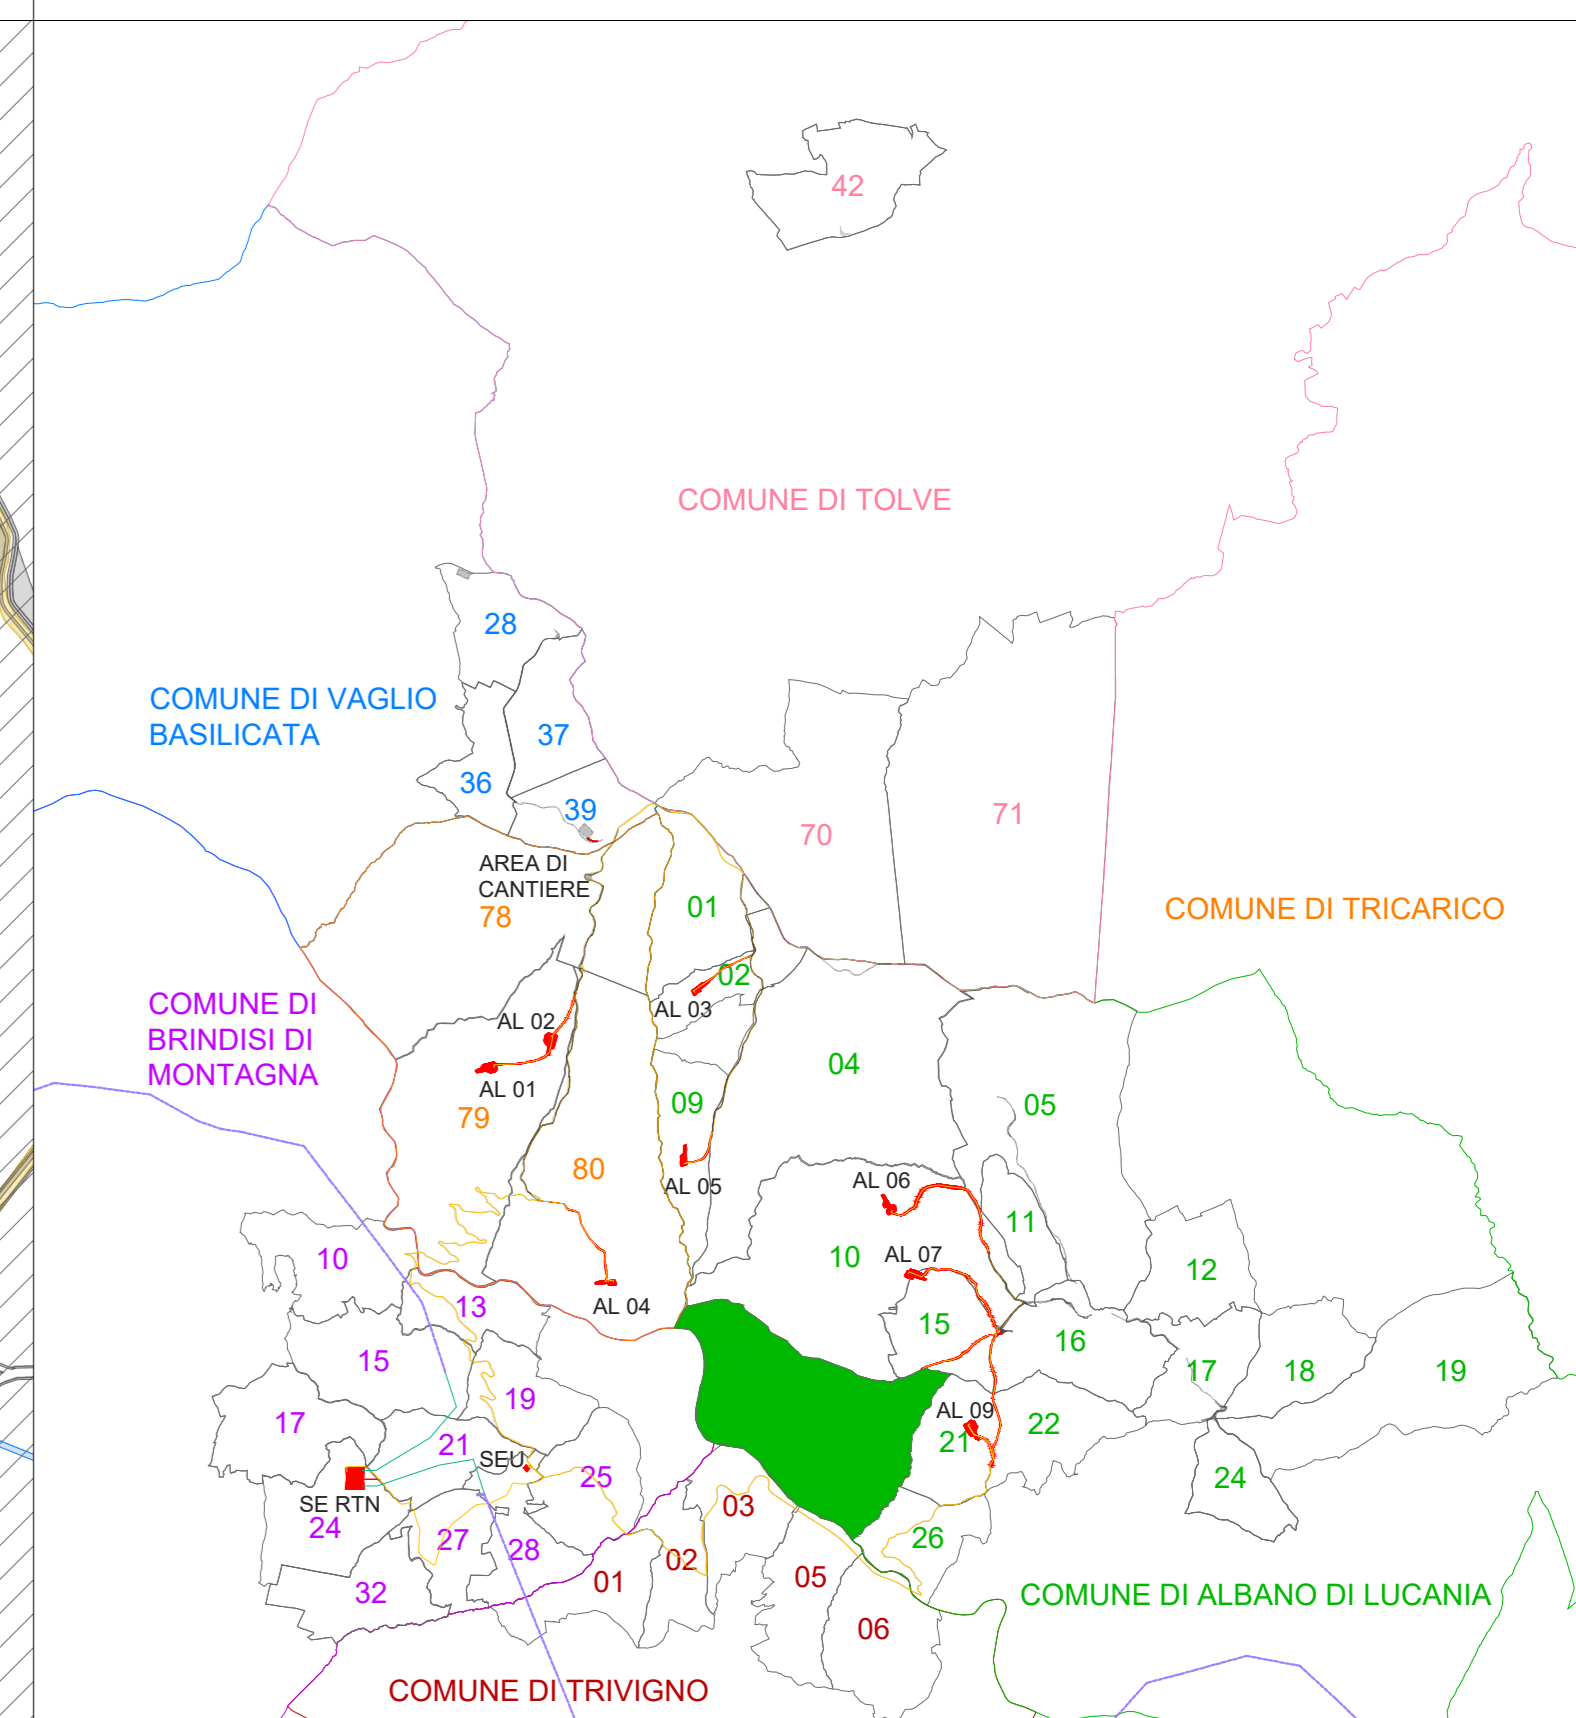 42
COMUNE DI TOLVE
28
COMUNE DI VAGLIO
BASILICATA
37
36
39
70
71
AREA DI
CANTIERE
78
01
COMUNE DI TRICARICO
02
AL 03
COMUNE DI
BRINDISI DI
MONTAGNA
AL 02
AL 01
79
04
05
09
80
AL 05
AL 06
11
10
10
AL 07
12
13
AL 04
15
16
15
17
18
19
19
17
21
SEU
25
AL 09
21
22
24
SE RTN
24
03
27
28
02
26
32
01
05
06
COMUNE DI ALBANO DI LUCANIA
COMUNE DI TRIVIGNO